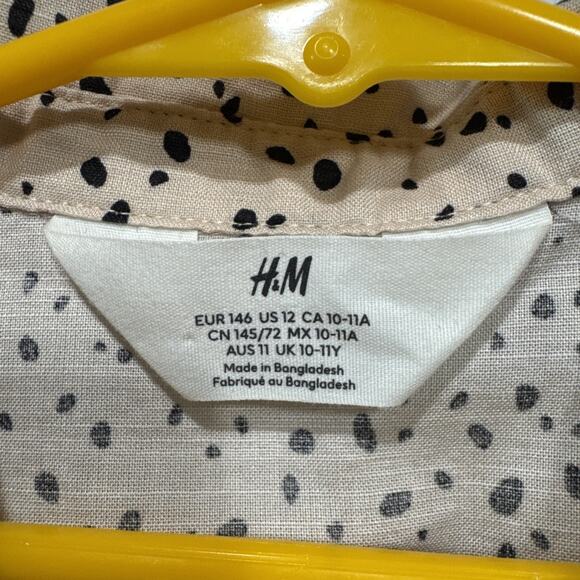 H&M
EUR 146 US 12 CA 10-11A
CN 145/72 MX 10-11A
AUS 11 UK 10-11Y
Made in Bangladesh
Fabriqué au Bangladesh